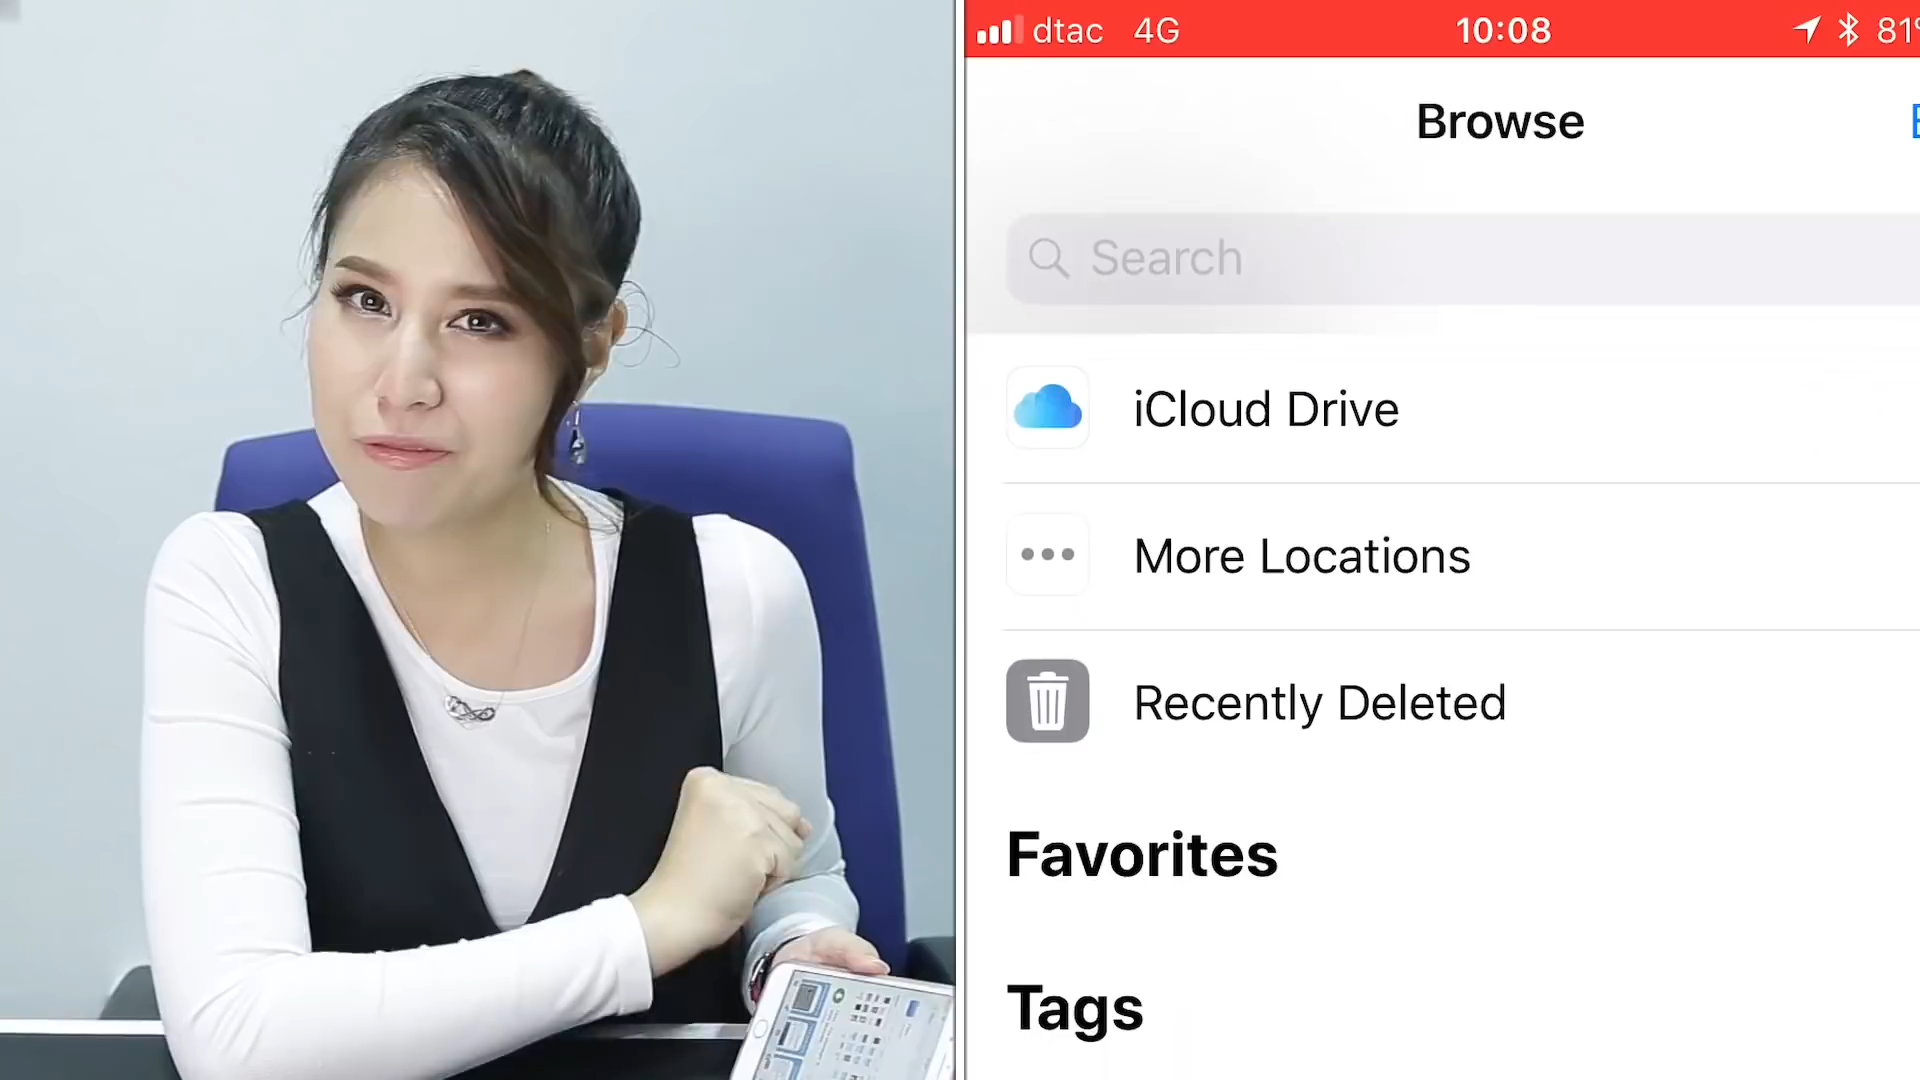 dtac 4G 10:08 81%
Browse
Search
iCloud Drive
More Locations
Recently Deleted
Favorites
Tags